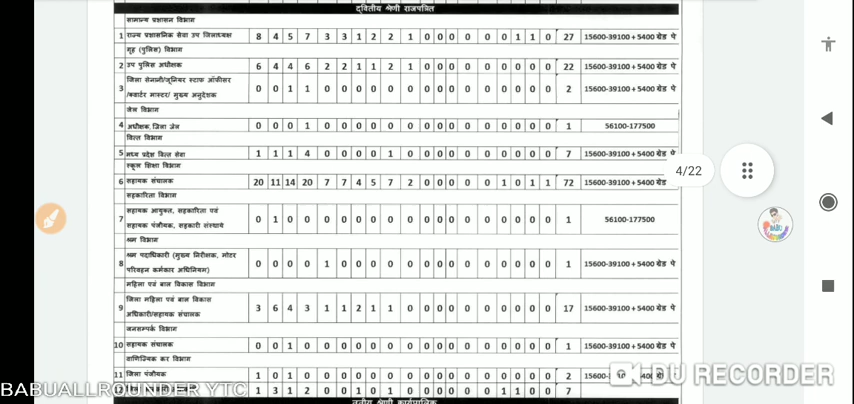 द्वितीय श्रेणी राजपत्रित
सामान्य प्रशासन विभाग
1 राज्य प्रशासनिक सेवा उप जिलाध्यक्ष 8 4 5 7 3 3 1 2 2 1 0 0 0 0 0 1 1 0 27 15600-39100+5400 ग्रेड पे
गृह (पुलिस) विभाग
2 उप पुलिस अधीक्षक 6 4 4 6 2 2 1 1 2 1 0 0 0 0 0 0 0 0 22 15600-39100+5400 ग्रेड पे
जिला सेनानी/जूनियर स्टाफ ऑफीसर
3 /क्वार्टर मास्टर/ मुख्य अनुदेशक 0 0 1 1 0 0 0 0 0 0 0 0 0 0 0 0 0 0 2 15600-39100+5400 ग्रेड पे
जेल विभाग
4 अधीक्षक, जिला जेल 0 0 0 1 0 0 0 0 0 0 0 0 0 0 0 0 0 0 1 56100-177500
वित्त विभाग
5 मध्य प्रदेश वित्त सेवा 1 1 1 4 0 0 0 0 1 0 0 0 0 0 0 0 0 0 7 15600-39100+5400 ग्रेड पे
स्कूल शिक्षा विभाग
6 सहायक संचालक 20 11 14 20 7 7 4 5 7 2 0 0 0 0 1 0 1 1 72 15600-39100+5400 ग्रेड
4/22
सहकारिता विभाग
7 सहायक आयुक्त, सहकारिता एवं
सहायक पंजीयक, सहकारी संस्थाये 0 1 0 0 0 0 0 0 0 0 0 0 0 0 0 0 0 0 1 56100-177500
श्रम विभाग
8 श्रम पदाधिकारी (मुख्य निरीक्षक, मोटर
परिवहन कर्मकार अधिनियम) 0 0 0 0 1 0 0 0 0 0 0 0 0 0 0 0 0 0 1 15600-39100+5400 ग्रेड पे
महिला एवं बाल विकास विभाग
9 जिला महिला एवं बाल विकास
अधिकारी/सहायक संचालक 3 6 4 3 1 1 2 1 1 0 0 0 0 0 0 0 0 0 17 15600-39100+5400 ग्रेड पे
जनसम्पर्क विभाग
10 सहायक संचालक 0 0 1 0 0 0 0 0 0 0 0 0 0 0 0 0 0 0 1 15600-39100+5400 ग्रेड पे
वाणिज्यिक कर विभाग
11 जिला पंजीयक 1 0 1 0 0 0 0 0 0 0 0 0 0 0 0 0 0 0 2
1 3 1 2 0 0 1 0 1 0 0 0 0 0 1 1 0 0 7 15600-39100+5400 ग्रेड पे
तृतीय श्रेणी कार्यपालिक
BABUALLROUNDER YTC
DU RECORDER